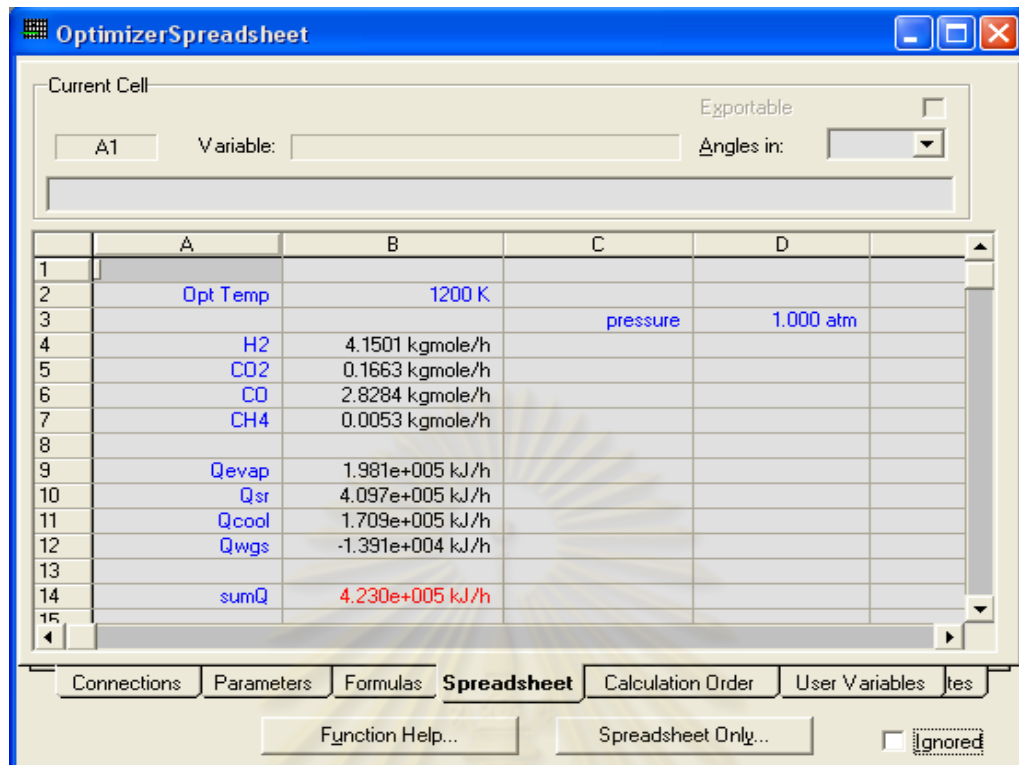 OptimizerSpreadsheet
Current Cell
Exportable
A1 Variable: Angles in:
A B C D
1
2 Opt Temp 1200 K
3 pressure 1.000 atm
4 H2 4.1501 kgmole/h
5 CO2 0.1663 kgmole/h
6 CO 2.8284 kgmole/h
7 CH4 0.0053 kgmole/h
8
9 Qevap 1.981e+005 kJ/h
10 Qsr 4.097e+005 kJ/h
11 Qcool 1.709e+005 kJ/h
12 Qwgs -1.391e+004 kJ/h
13
14 sumQ 4.230e+005 kJ/h
15
Connections Parameters Formulas Spreadsheet Calculation Order User Variables tes
Function Help... Spreadsheet Only... Ignored